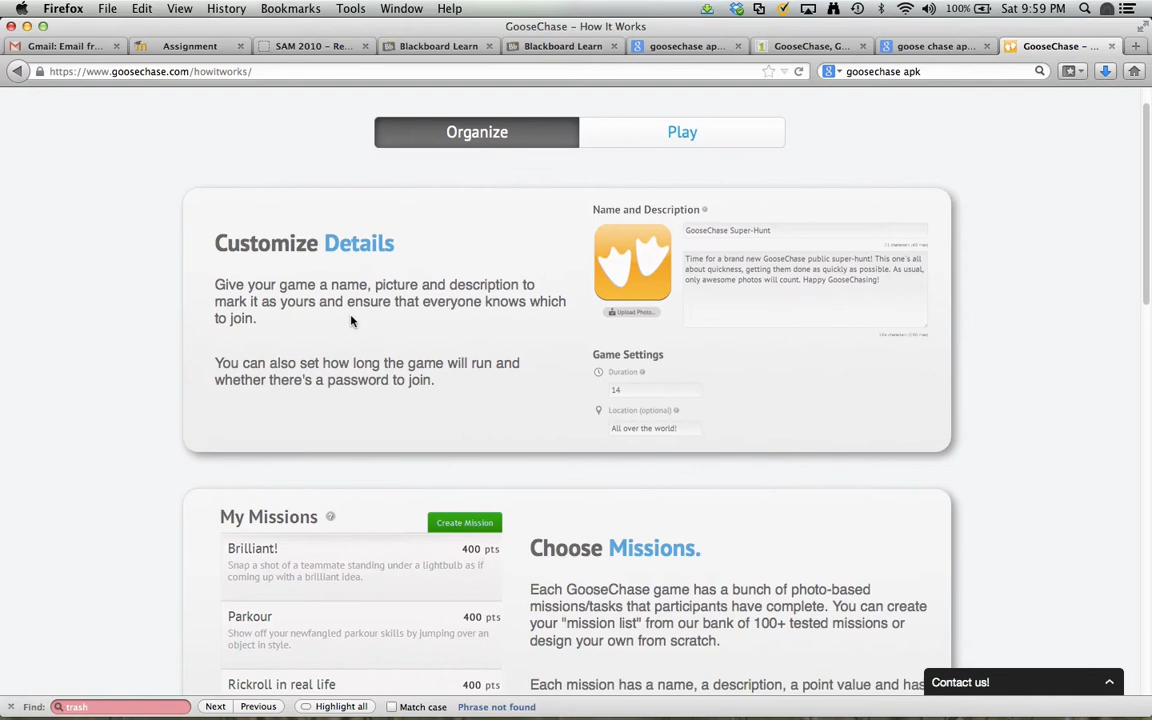 Firefox File Edit View History Bookmarks Tools Window Help 100% Sat 9:59 PM
GooseChase – How It Works
Gmail: Email fr... Assignment SAM 2010 - Re... Blackboard Learn Blackboard Learn goosechase ap... GooseChase, G... goose chase ap... GooseChase – ...
https://www.goosechase.com/howitworks/ goosechase apk
Organize Play
Customize Details
Give your game a name, picture and description to
mark it as yours and ensure that everyone knows which
to join.
You can also set how long the game will run and
whether there's a password to join.
Name and Description
GooseChase Super-Hunt
Time for a brand new GooseChase public super-hunt! This one's all
about quickness, getting them done as quickly as possible. As usual,
only awesome photos will count. Happy GooseChasing!
Upload Photo...
Game Settings
Duration
14
Location (optional)
All over the world!
My Missions
Create Mission
Brilliant! 400 pts
Snap a shot of a teammate standing under a lightbulb as if
coming up with a brilliant idea.
Parkour 400 pts
Show off your newfangled parkour skills by jumping over an
object in style.
Rickroll in real life 400 pts
Choose Missions.
Each GooseChase game has a bunch of photo-based
missions/tasks that participants have complete. You can create
your "mission list" from our bank of 100+ tested missions or
design your own from scratch.
Each mission has a name, a description, a point value and has
Contact us!
Find: trash Next Previous Highlight all Match case Phrase not found